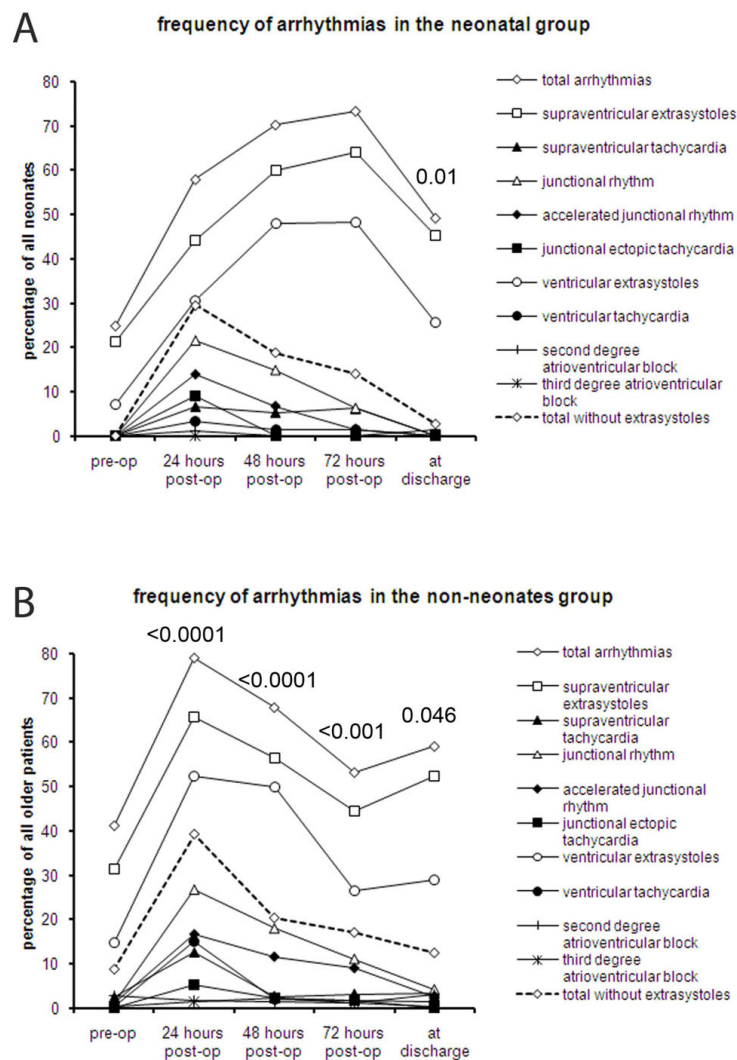 A
frequency of arrhythmias in the neonatal group
percentage of all neonates
80
70
60
50
40
30
20
10
0
0.01
pre-op
24 hours
post-op
48 hours
post-op
72 hours
post-op
at
discharge
total arrhythmias
supraventricular extrasystoles
supraventricular tachycardia
junctional rhythm
accelerated junctional rhythm
junctional ectopic tachycardia
ventricular extrasystoles
ventricular tachycardia
second degree
atrioventricular block
third degree atrioventricular
block
total without extrasystoles
B
frequency of arrhythmias in the non-neonates group
percentage of all older patients
80
70
60
50
40
30
20
10
0
<0.0001
<0.0001
<0.001
0.046
pre-op
24 hours
post-op
48 hours
post-op
72 hours
post-op
at
discharge
total arrhythmias
supraventricular
extrasystoles
supraventricular
tachycardia
junctional rhythm
accelerated junctional
rhythm
junctional ectopic
tachycardia
ventricular extrasystoles
ventricular tachycardia
second degree
atrioventricular block
third degree
atrioventricular block
total without extrasystoles